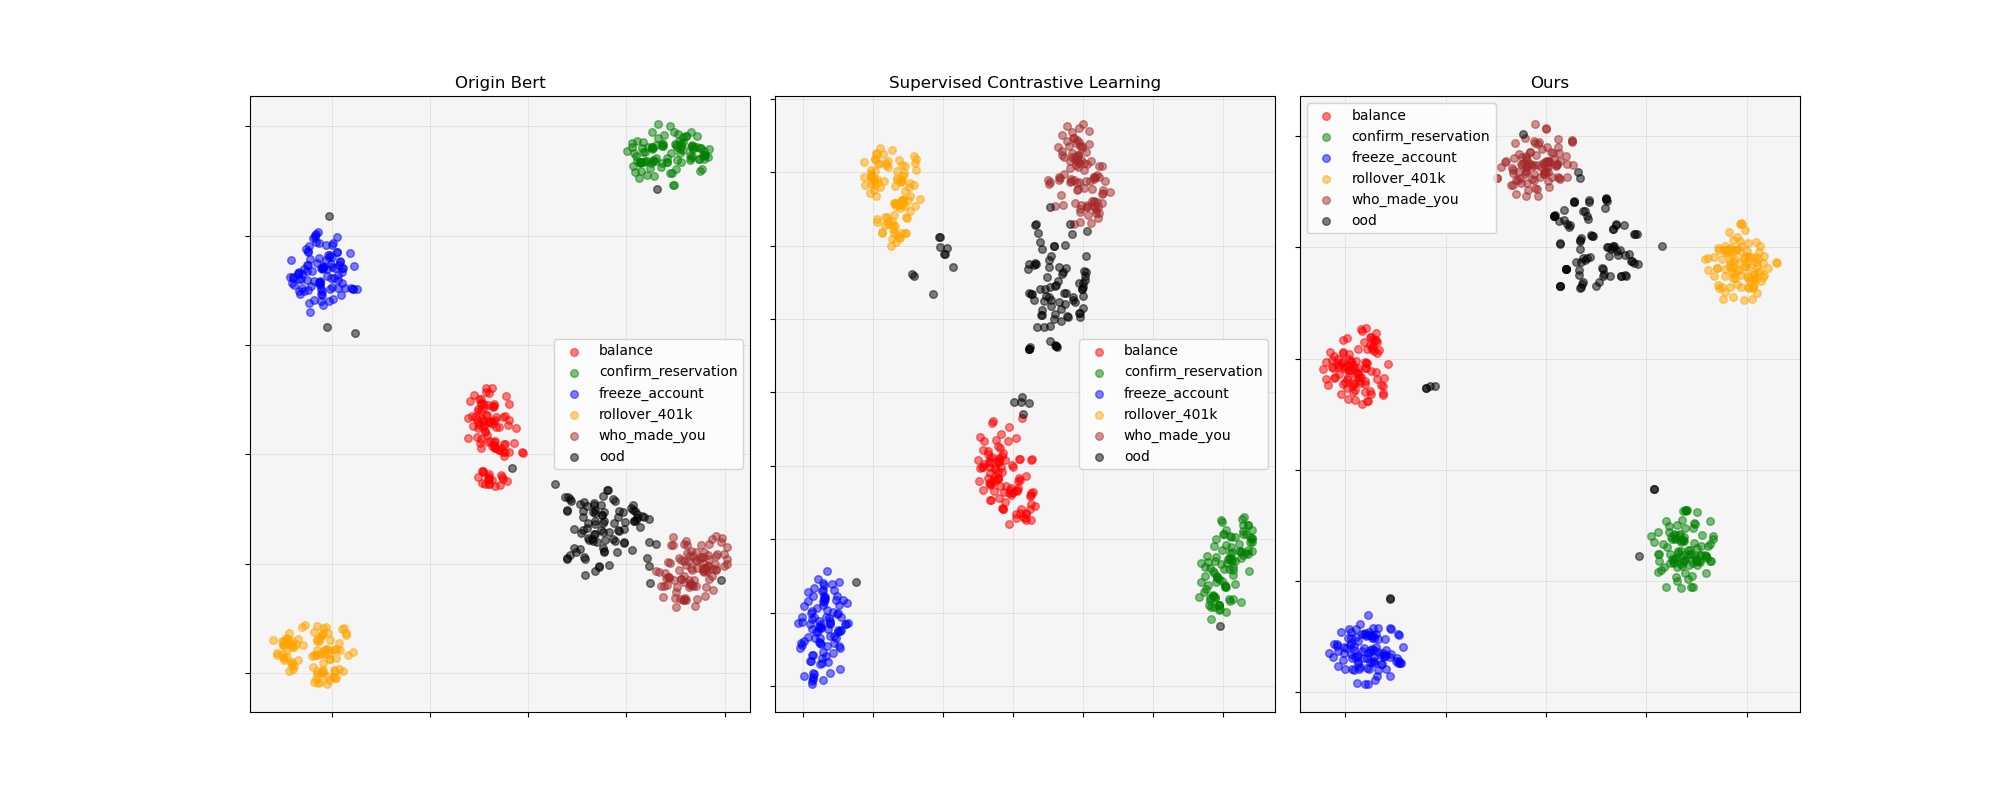 Origin Bert
balance
confirm_reservation
freeze_account
rollover_401k
who_made_you
ood
Supervised Contrastive Learning
balance
confirm_reservation
freeze_account
rollover_401k
who_made_you
ood
Ours
balance
confirm_reservation
freeze_account
rollover_401k
who_made_you
ood